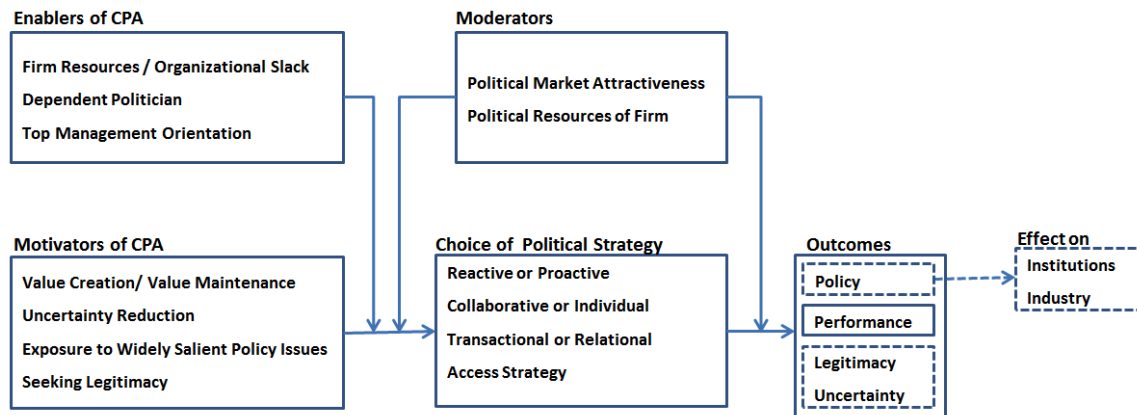 Enablers of CPA
Firm Resources / Organizational Slack
Dependent Politician
Top Management Orientation
Moderators
Political Market Attractiveness
Political Resources of Firm
Motivators of CPA
Value Creation/ Value Maintenance
Uncertainty Reduction
Exposure to Widely Salient Policy Issues
Seeking Legitimacy
Choice of Political Strategy
Reactive or Proactive
Collaborative or Individual
Transactional or Relational
Access Strategy
Outcomes
Policy
Performance
Legitimacy
Uncertainty
Effect on
Institutions
Industry